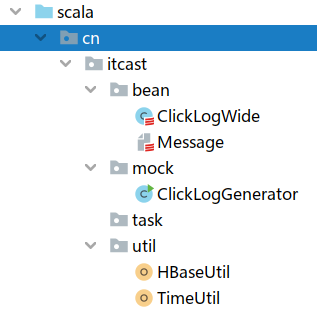 scala
cn
itcast
bean
ClickLogWide
Message
mock
ClickLogGenerator
task
util
HBaseUtil
TimeUtil